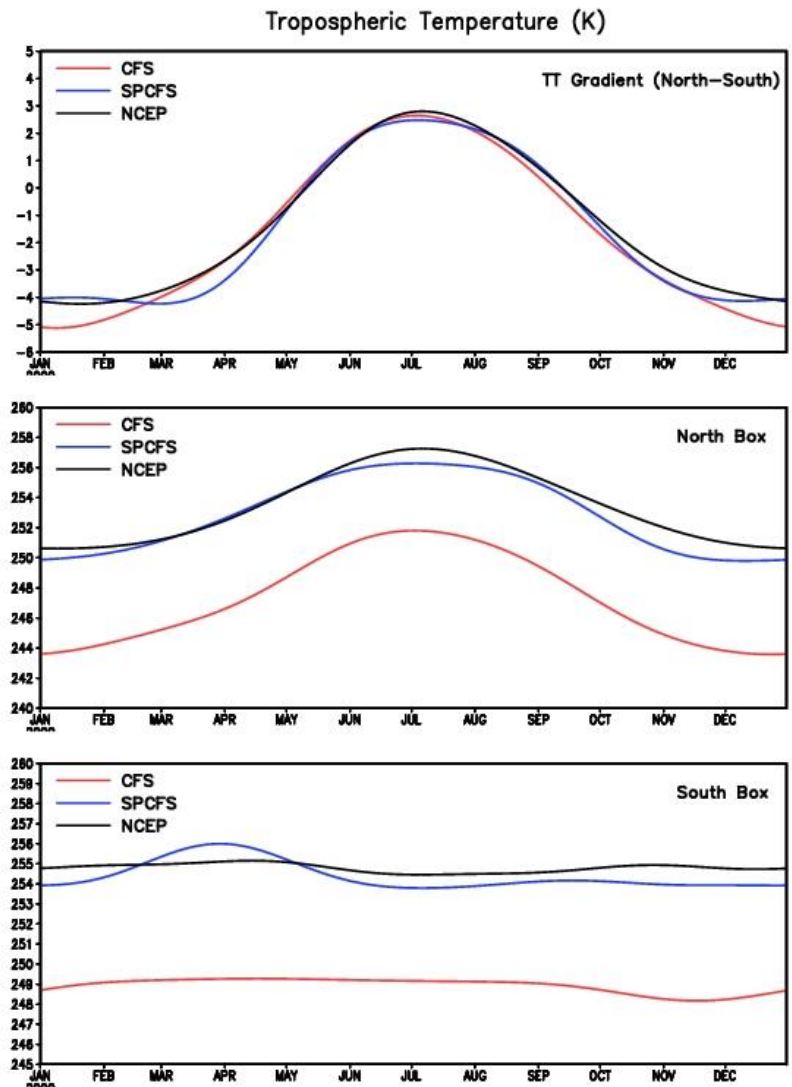 Tropospheric Temperature (K)
5
4
3
2
1
0
-1
-2
-3
-4
-5
-6
CFS
SPCFS
NCEP
TT Gradient (North-South)
JAN FEB MAR APR MAY JUN JUL AUG SEP OCT NOV DEC
260
258
256
254
252
250
248
246
244
242
240
CFS
SPCFS
NCEP
North Box
JAN FEB MAR APR MAY JUN JUL AUG SEP OCT NOV DEC
260
259
258
257
256
255
254
253
252
251
250
249
248
247
246
245
CFS
SPCFS
NCEP
South Box
JAN FEB MAR APR MAY JUN JUL AUG SEP OCT NOV DEC